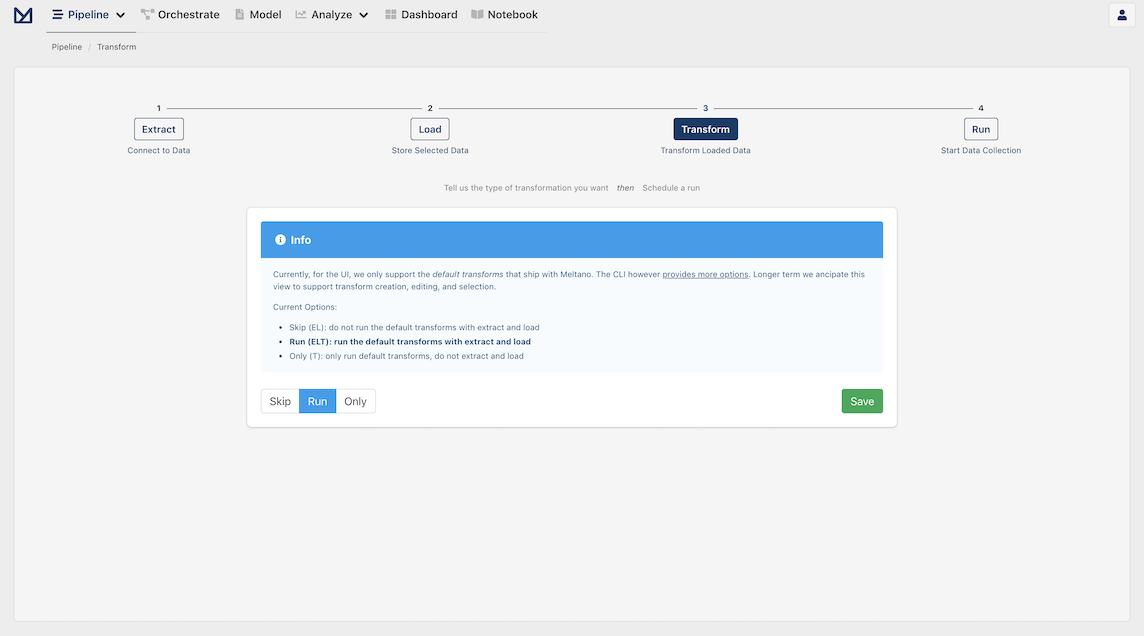 Pipeline Orchestrate Model Analyze Dashboard Notebook
Pipeline / Transform
1 2 3 4
Extract Load Transform Run
Connect to Data Store Selected Data Transform Loaded Data Start Data Collection
Tell us the type of transformation you want then Schedule a run
Info
Currently, for the UI, we only support the default transforms that ship with Meltano. The CLI however provides more options. Longer term we ancipate this
view to support transform creation, editing, and selection.
Current Options:
• Skip (EL): do not run the default transforms with extract and load
• Run (ELT): run the default transforms with extract and load
• Only (T): only run default transforms, do not extract and load
Skip Run Only Save